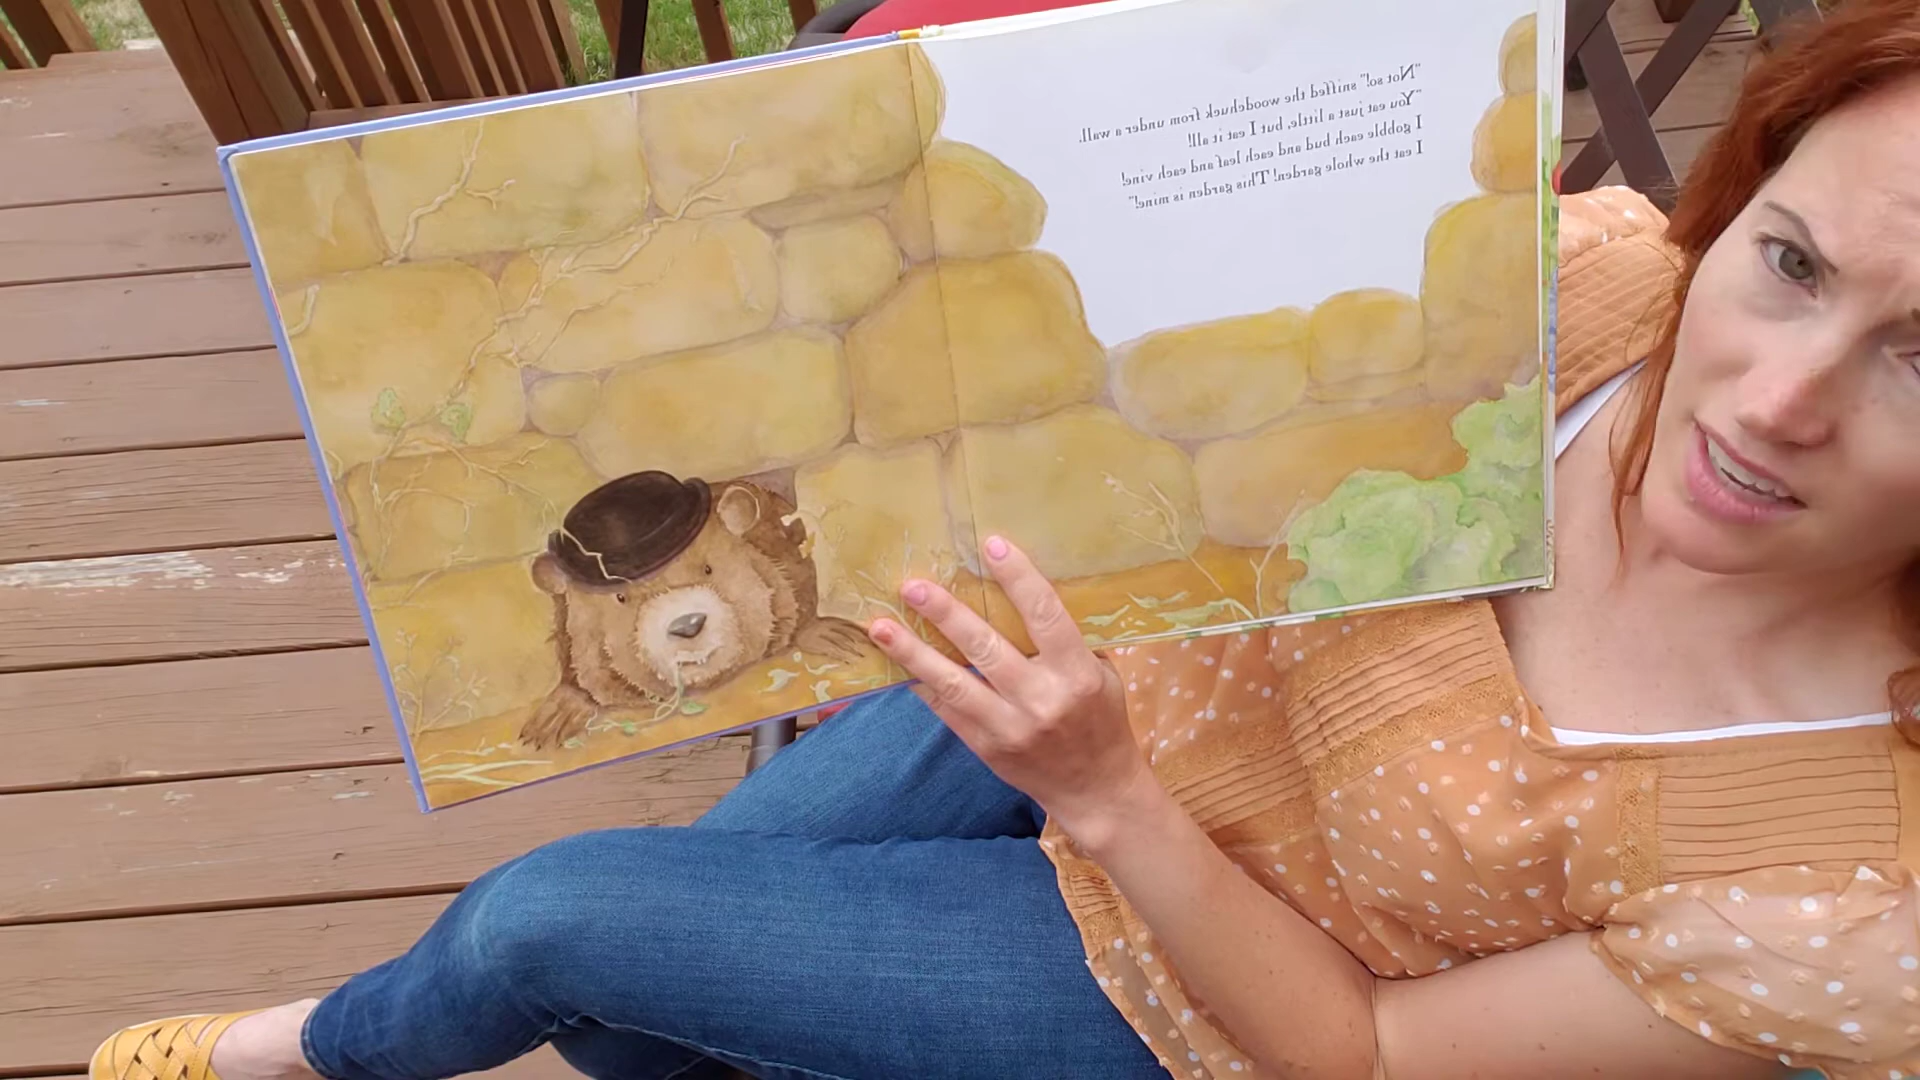 "Not so!" sniffed the woodchuck from under a wall.
"You eat just a little, but I eat it all!
I gobble each bud and each leaf and each vine!
I eat the whole garden! This garden is mine!"